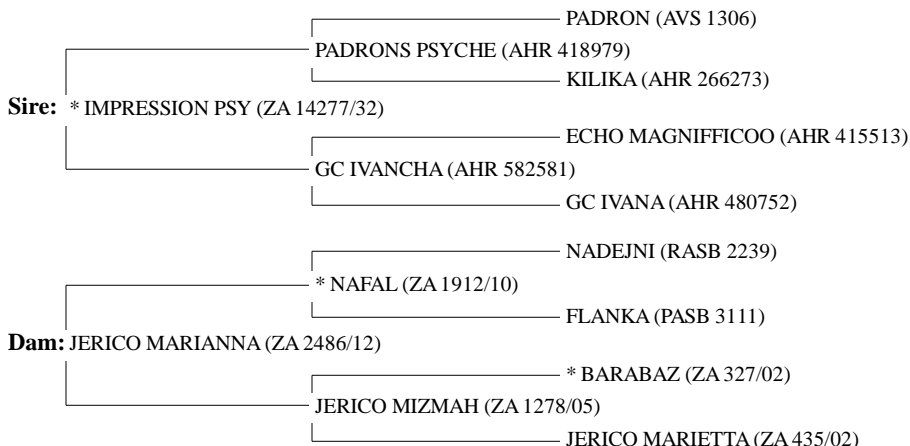 PADRON (AVS 1306)
PADRONS PSYCHE (AHR 418979)
KILIKA (AHR 266273)
Sire: * IMPRESSION PSY (ZA 14277/32)
ECHO MAGNIFFICOO (AHR 415513)
GC IVANCHA (AHR 582581)
GC IVANA (AHR 480752)
NADEJNI (RASB 2239)
* NAFAL (ZA 1912/10)
FLANKA (PASB 3111)
Dam: JERICO MARIANNA (ZA 2486/12)
* BARABAZ (ZA 327/02)
JERICO MIZMAH (ZA 1278/05)
JERICO MARIETTA (ZA 435/02)